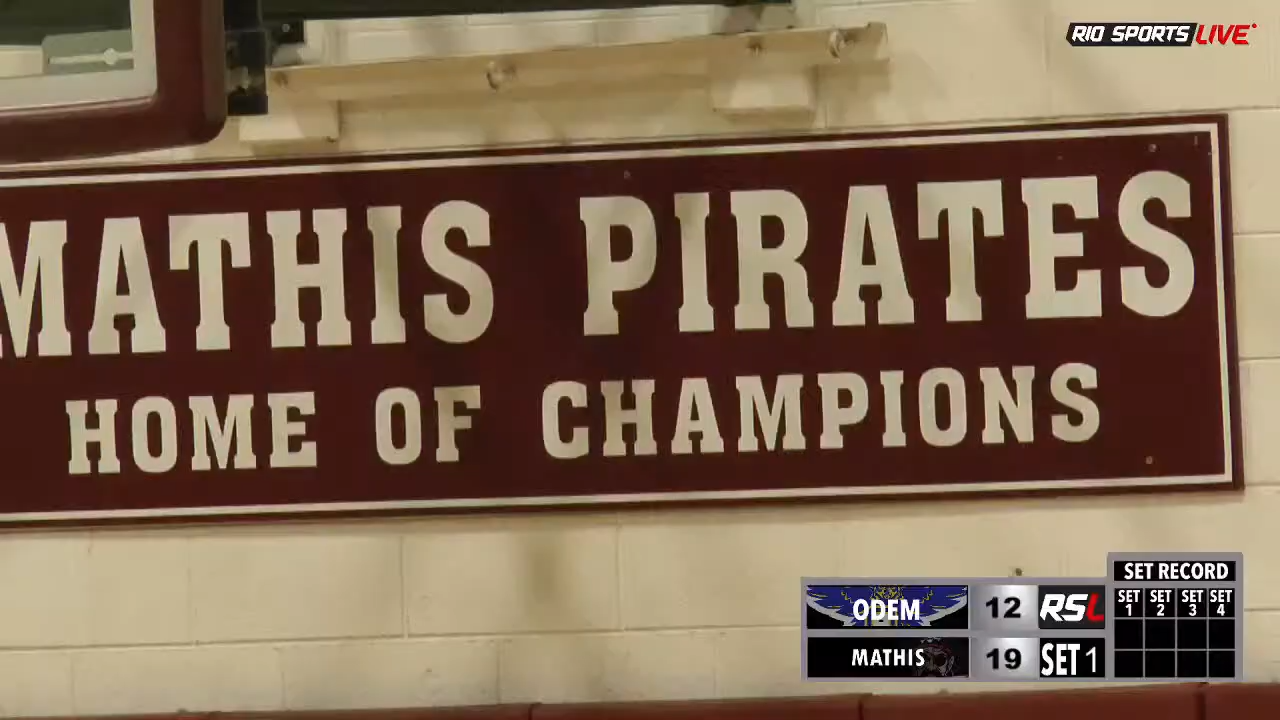 RIO SPORTS LIVE
MATHIS PIRATES
HOME OF CHAMPIONS
SET RECORD
SET 1 SET 2 SET 3 SET 4
ODEM 12 RSL
MATHIS 19 SET 1